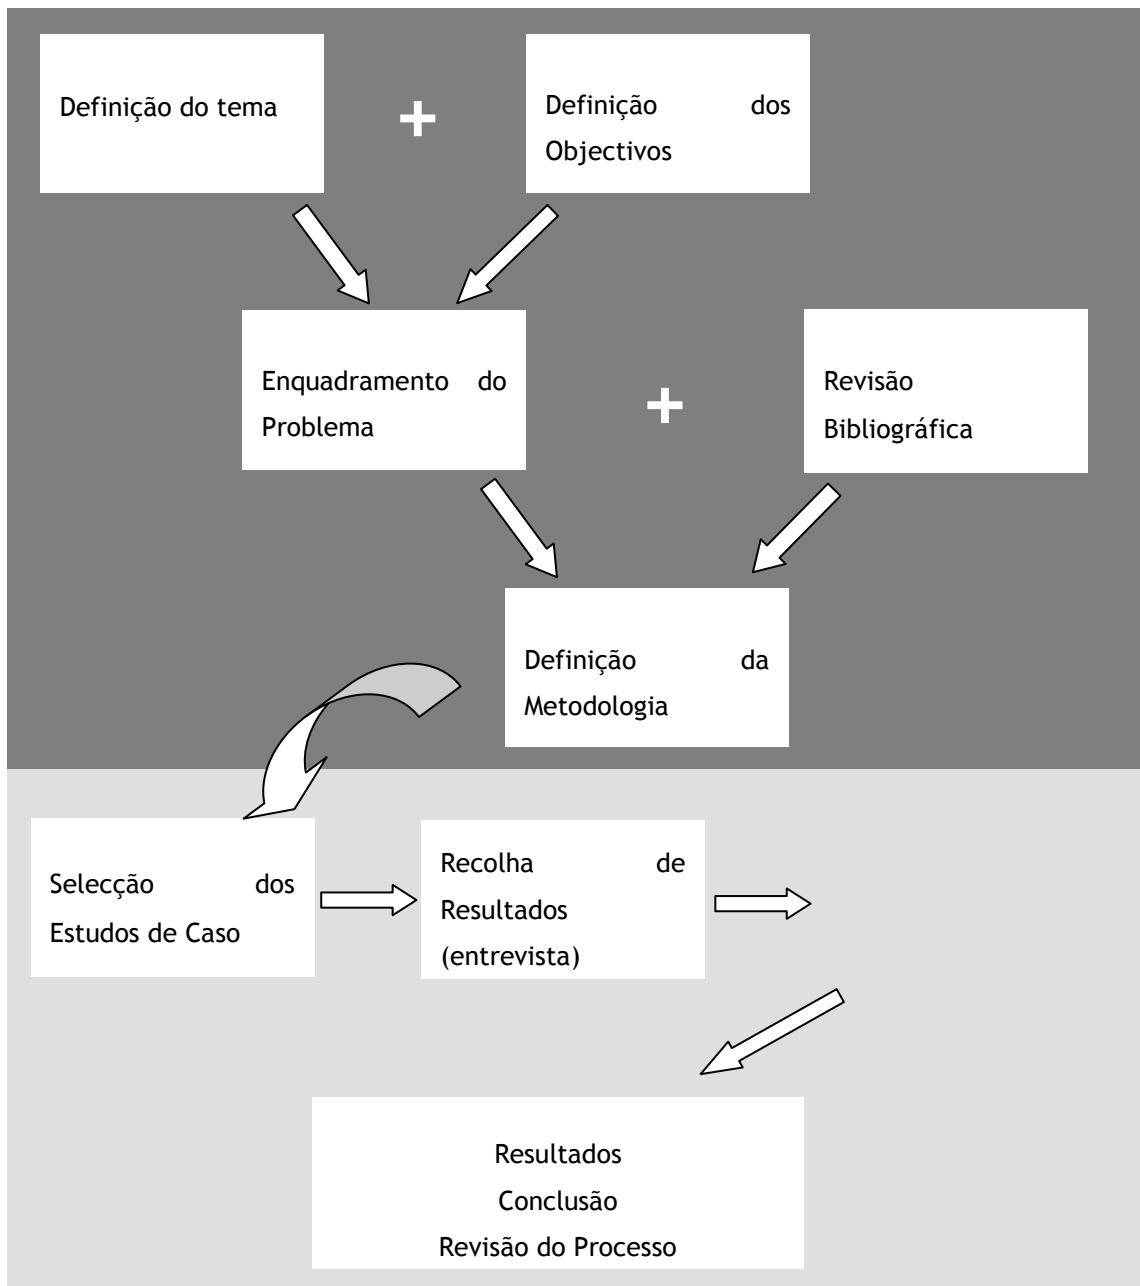 Definição do tema
+
Definição dos
Objectivos
Enquadramento do
Problema
+
Revisão
Bibliográfica
Definição da
Metodologia
Selecção dos
Estudos de Caso
Recolha de
Resultados
(entrevista)
Resultados
Conclusão
Revisão do Processo